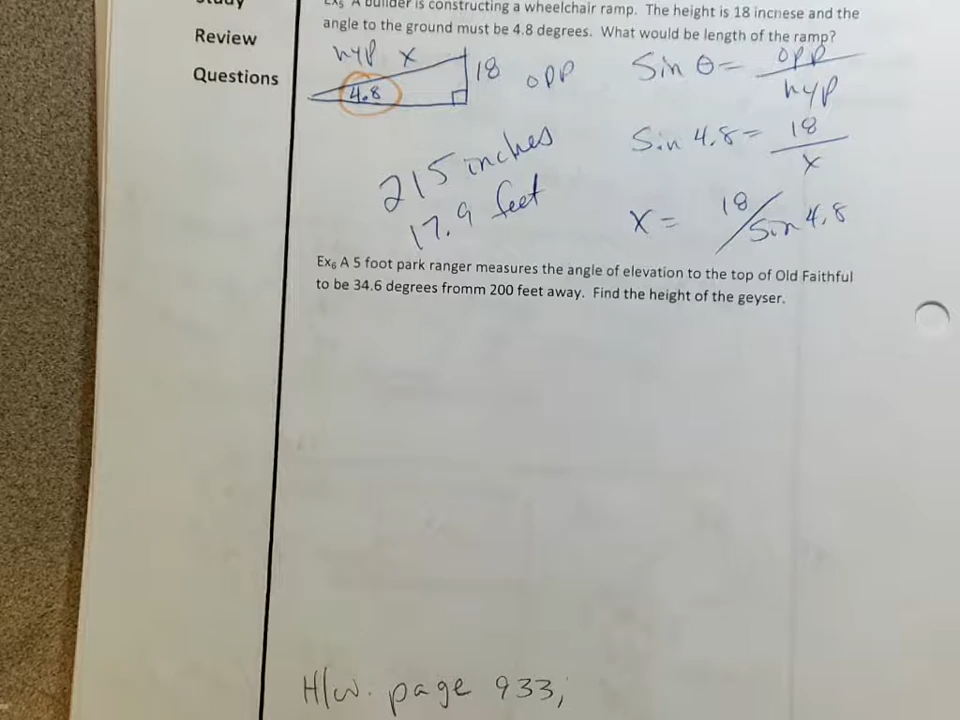 Study
Review
Questions
Ex5 A builder is constructing a wheelchair ramp. The height is 18 incnese and the
angle to the ground must be 4.8 degrees. What would be length of the ramp?
hyp x
18 opp
4.8
Sin θ = opp/hyp
Sin 4.8 = 18/x
x = 18/Sin 4.8
215 inches
17.9 feet
Ex6 A 5 foot park ranger measures the angle of elevation to the top of Old Faithful
to be 34.6 degrees fromm 200 feet away. Find the height of the geyser.
H/w. page 933,